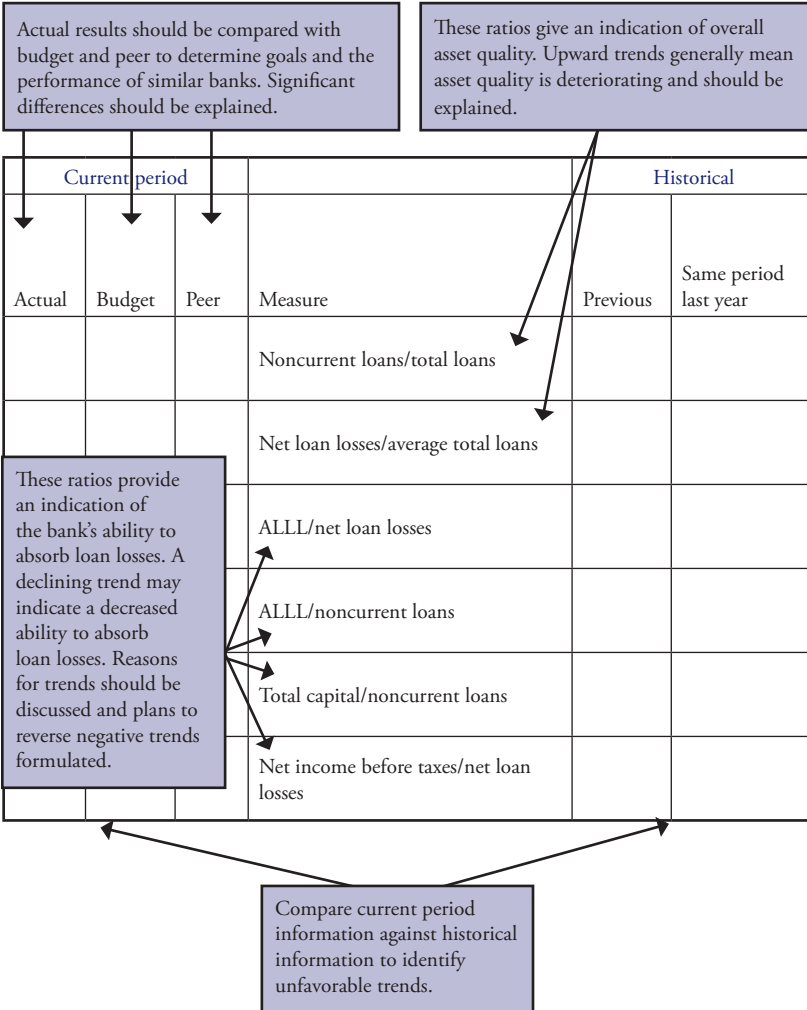 Actual results should be compared with
budget and peer to determine goals and the
performance of similar banks. Significant
differences should be explained.
These ratios give an indication of overall
asset quality. Upward trends generally mean
asset quality is deteriorating and should be
explained.
Current period
Historical
Actual
Budget
Peer
Measure
Previous
Same period
last year
Noncurrent loans/total loans
Net loan losses/average total loans
These ratios provide
an indication of
the bank's ability to
absorb loan losses. A
declining trend may
indicate a decreased
ability to absorb
loan losses. Reasons
for trends should be
discussed and plans to
reverse negative trends
formulated.
ALLL/net loan losses
ALLL/noncurrent loans
Total capital/noncurrent loans
Net income before taxes/net loan
losses
Compare current period
information against historical
information to identify
unfavorable trends.